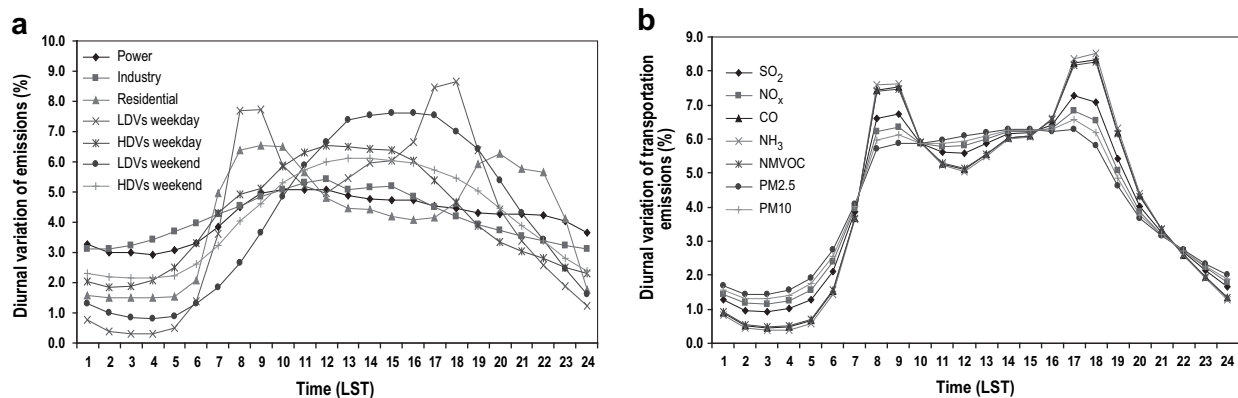 a
Diurnal variation of emissions (%)
10.0
9.0
8.0
7.0
6.0
5.0
4.0
3.0
2.0
1.0
0.0
Power
Industry
Residential
LDVs weekday
HDVs weekday
LDVs weekend
HDVs weekend
1 2 3 4 5 6 7 8 9 10 11 12 13 14 15 16 17 18 19 20 21 22 23 24
Time (LST)
b
Diurnal variation of transportation
emissions (%)
9.0
8.0
7.0
6.0
5.0
4.0
3.0
2.0
1.0
0.0
SO2
NOx
CO
NH3
NMVOC
PM2.5
PM10
1 2 3 4 5 6 7 8 9 10 11 12 13 14 15 16 17 18 19 20 21 22 23 24
Time (LST)